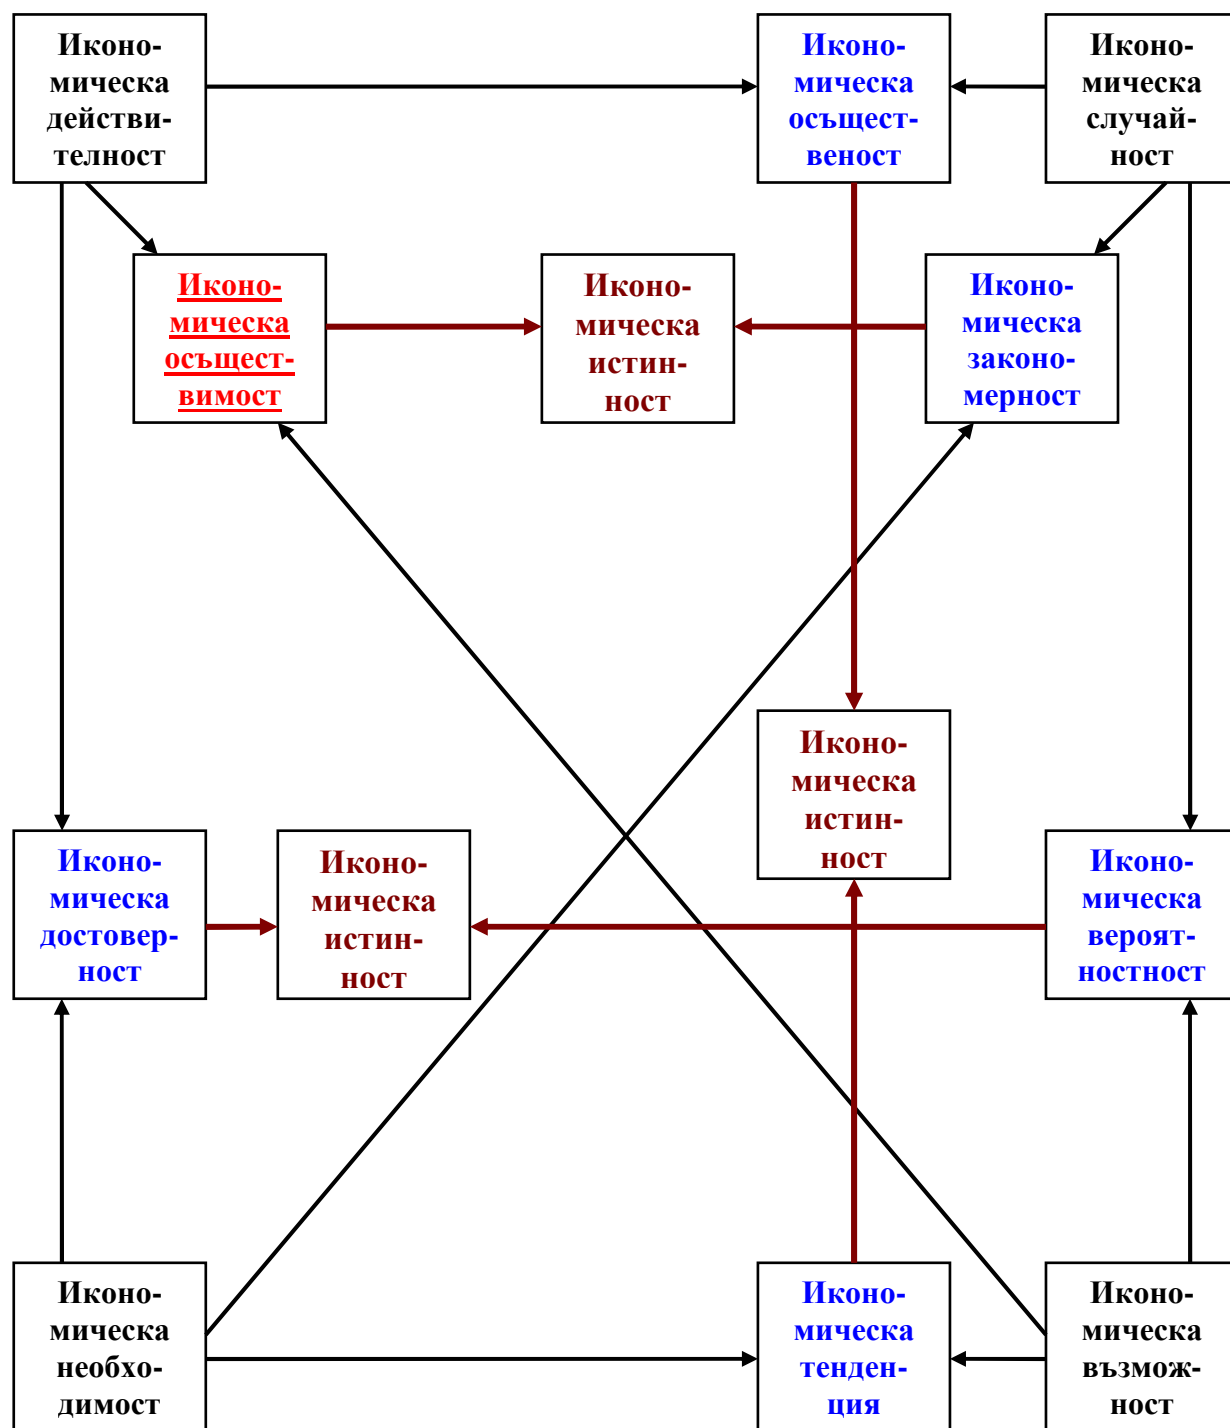 Иконо-
мическа
действи-
телност
Иконо-
мическа
осъщест-
веност
Иконо-
мическа
случай-
ност
Иконо-
мическа
осъщест-
вимост
Иконо-
мическа
истин-
ност
Иконо-
мическа
законо-
мерност
Иконо-
мическа
истин-
ност
Иконо-
мическа
достовер-
ност
Иконо-
мическа
истин-
ност
Иконо-
мическа
вероят-
ностност
Иконо-
мическа
необхо-
димост
Иконо-
мическа
тенден-
ция
Иконо-
мическа
възмож-
ност